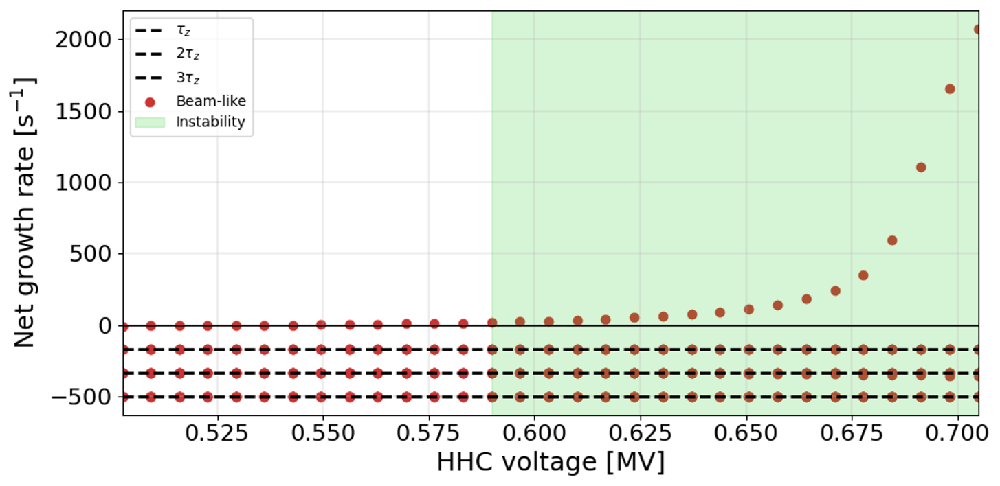 τz
2τz
3τz
Beam-like
Instability
2000
1500
1000
500
0
−500
Net growth rate [s⁻¹]
0.525 0.550 0.575 0.600 0.625 0.650 0.675 0.700
HHC voltage [MV]